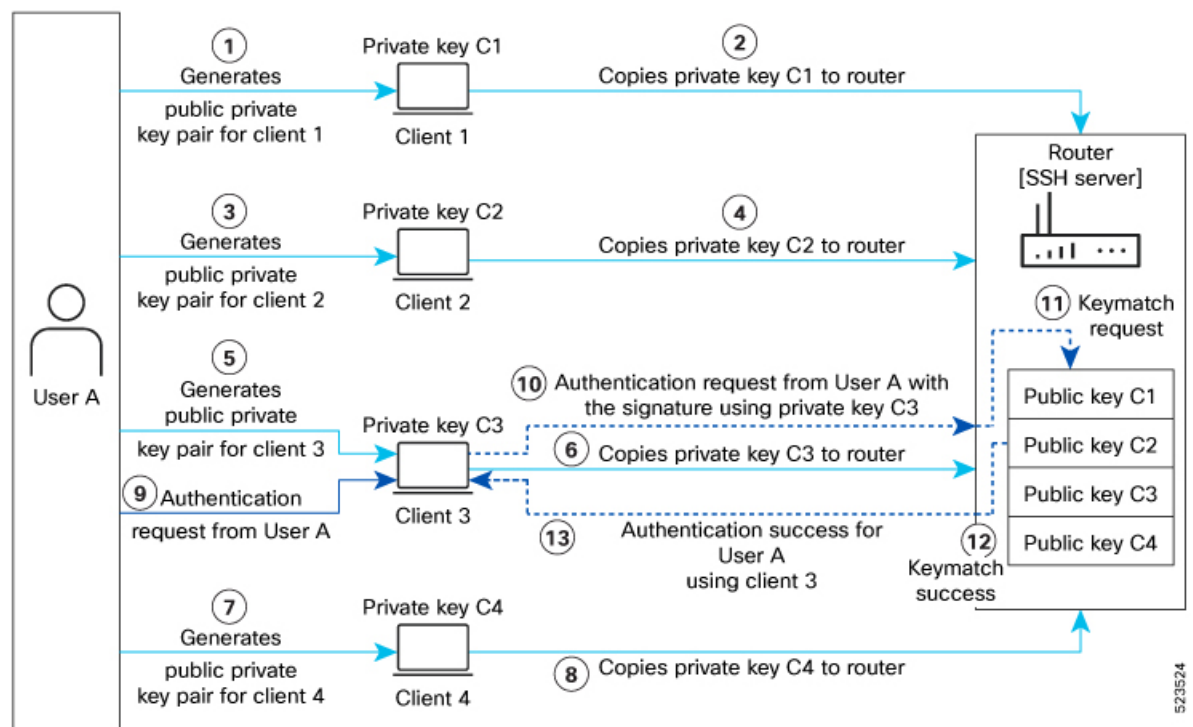 1
Generates
public private
key pair for client 1
Private key C1
Client 1
2
Copies private key C1 to router
Router
[SSH server]
3
Generates
public private
key pair for client 2
Private key C2
Client 2
4
Copies private key C2 to router
User A
5
Generates
public private
key pair for client 3
Private key C3
Client 3
10 Authentication request from User A with
the signature using private key C3
6 Copies private key C3 to router
11 Keymatch
request
Public key C1
Public key C2
Public key C3
Public key C4
9 Authentication
request from User A
13
Authentication success for
User A
using client 3
12
Keymatch
success
7
Generates
public private
key pair for client 4
Private key C4
Client 4
8 Copies private key C4 to router
523524